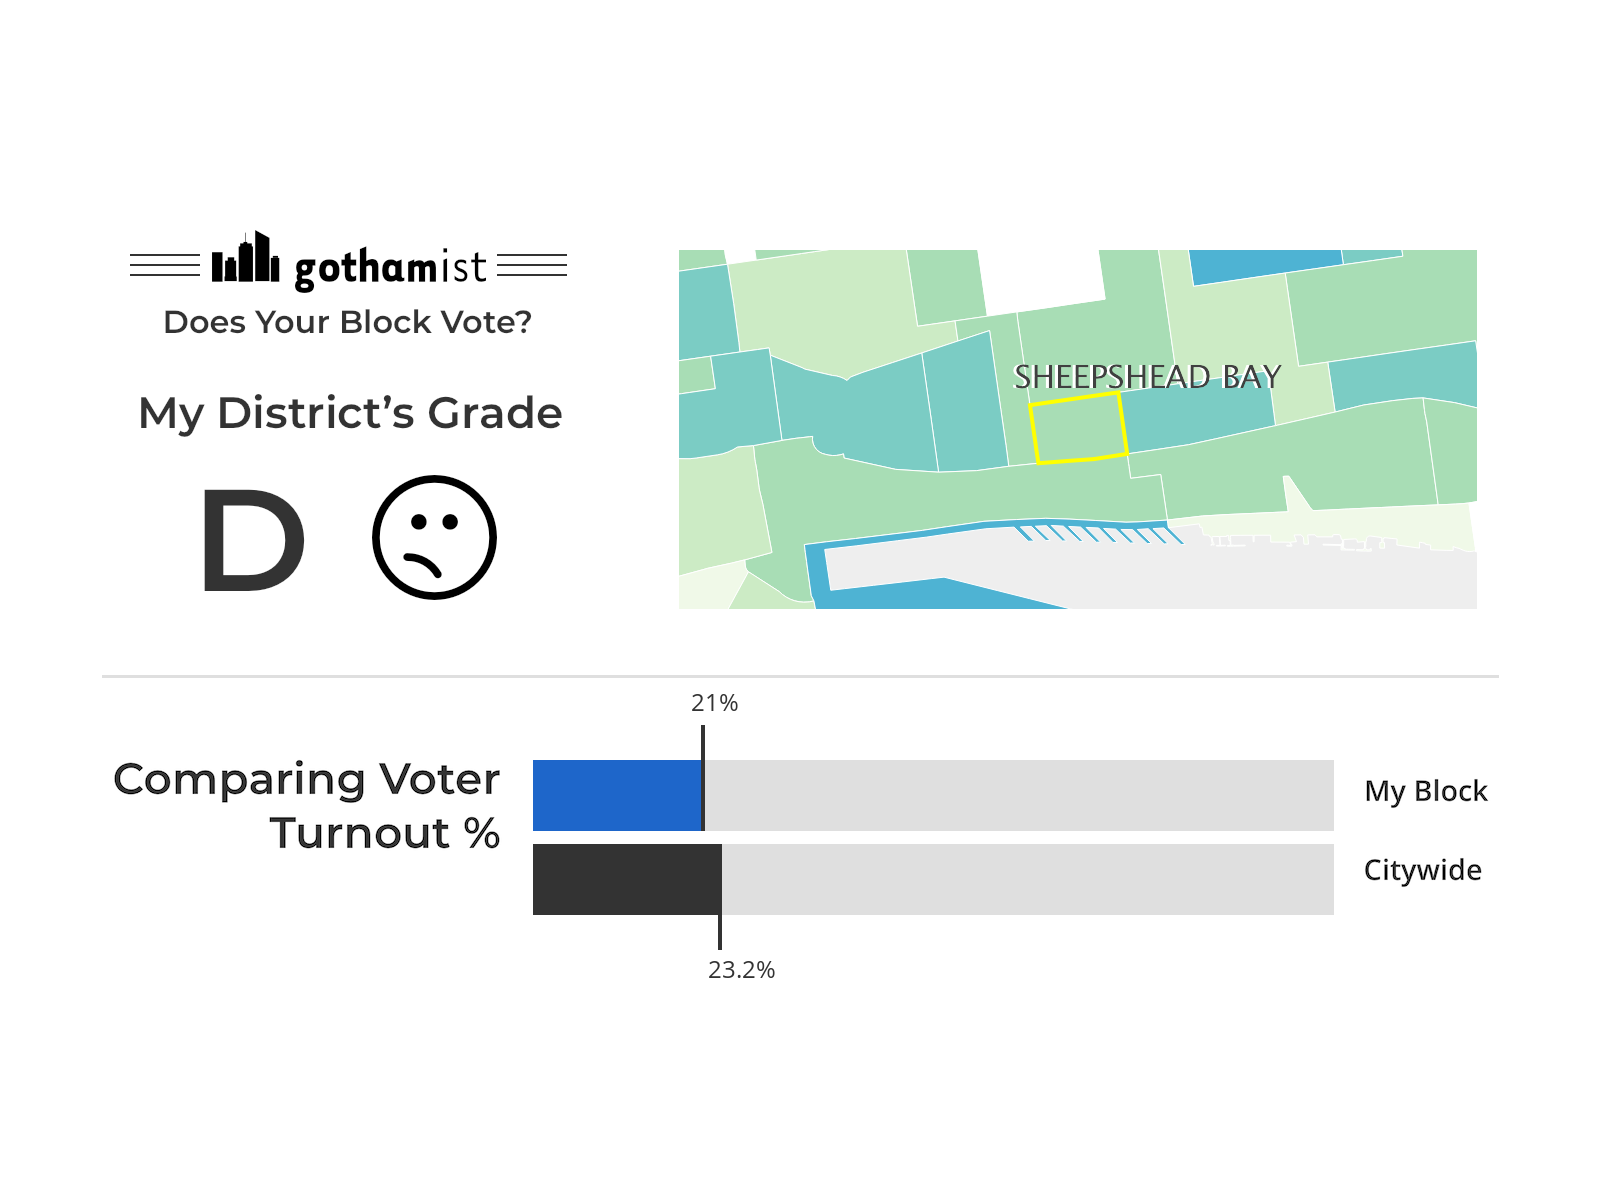 gothamist
Does Your Block Vote?
My District’s Grade
D
SHEEPSHEAD BAY
21%
Comparing Voter
Turnout %
My Block
Citywide
23.2%